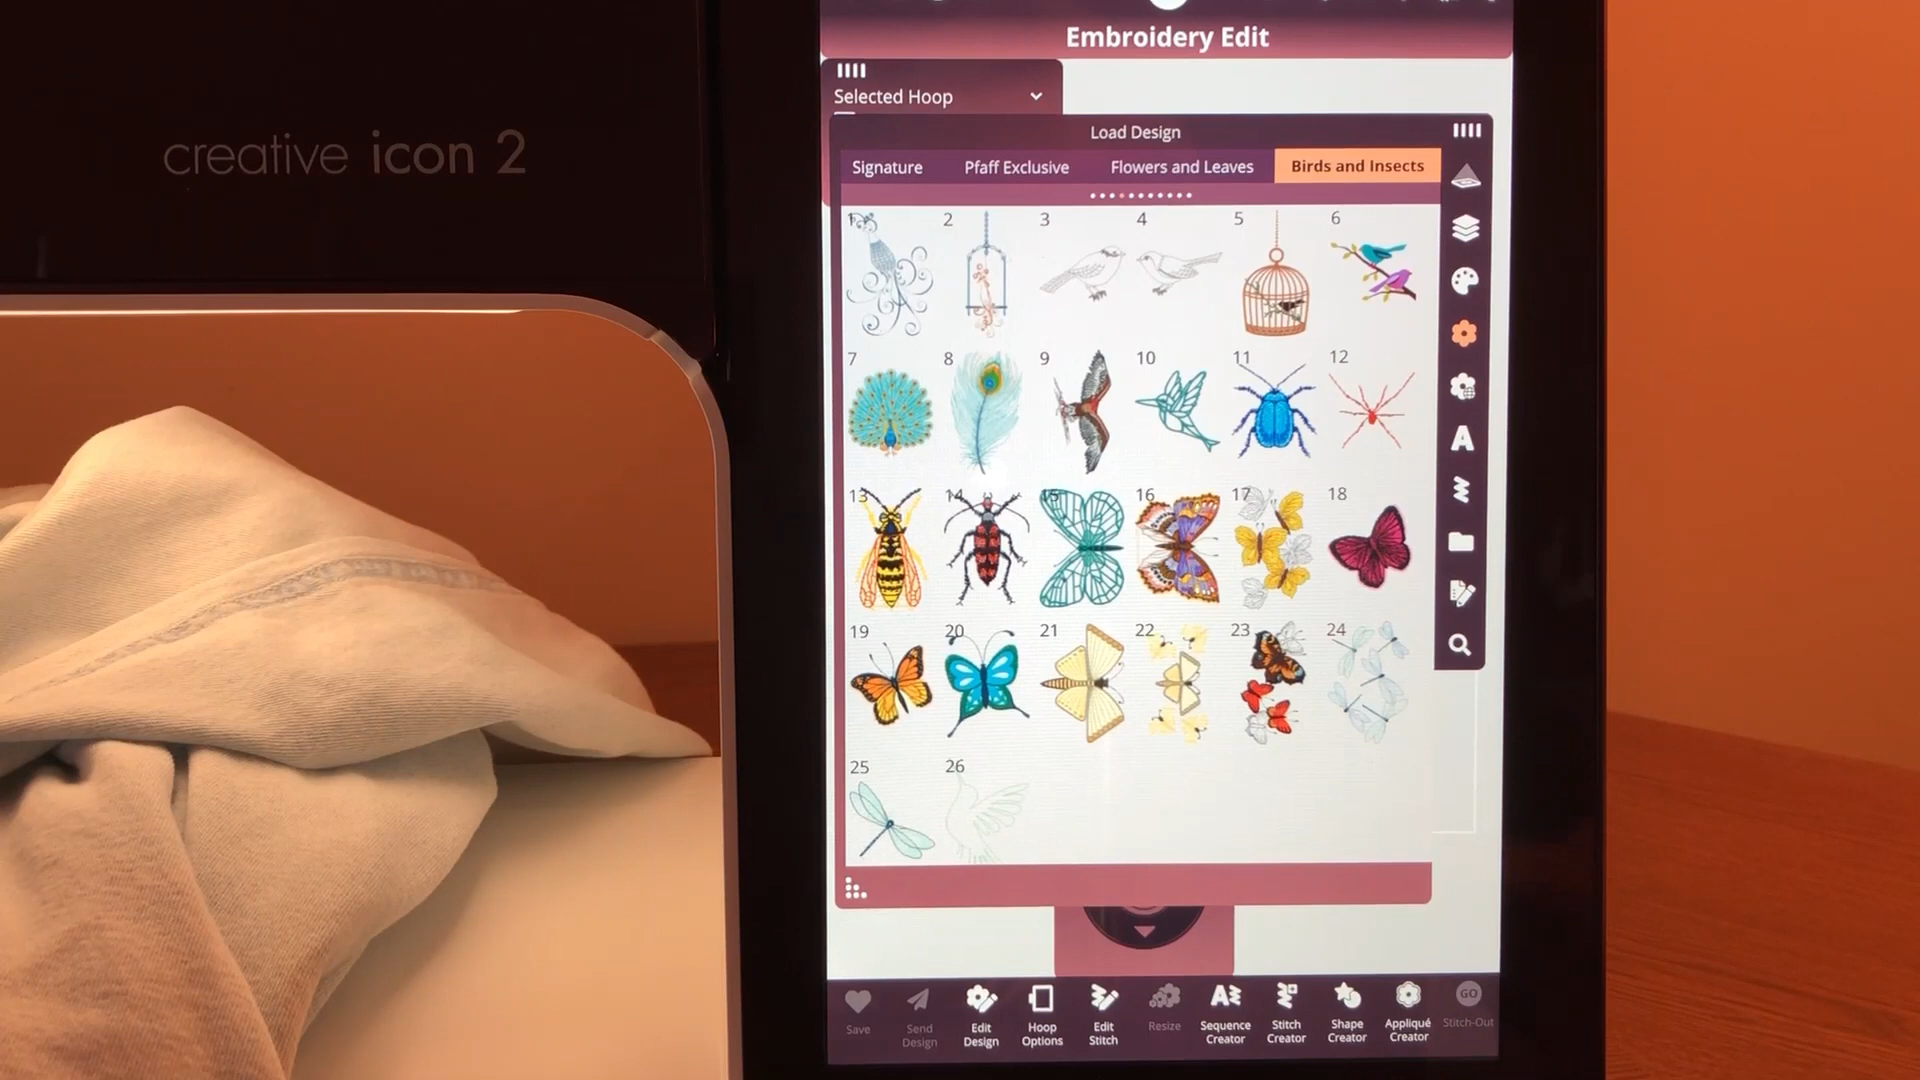 creative icon 2
Embroidery Edit
Selected Hoop
Load Design
Signature Pfaff Exclusive Flowers and Leaves Birds and Insects
1 2 3 4 5 6
7 8 9 10 11 12
13 14 15 16 17 18
19 20 21 22 23 24
25 26
A
Save Send Design Edit Design Hoop Options Edit Stitch Resize Sequence Creator Stitch Creator Shape Creator Appliqué Creator GO Stitch-Out